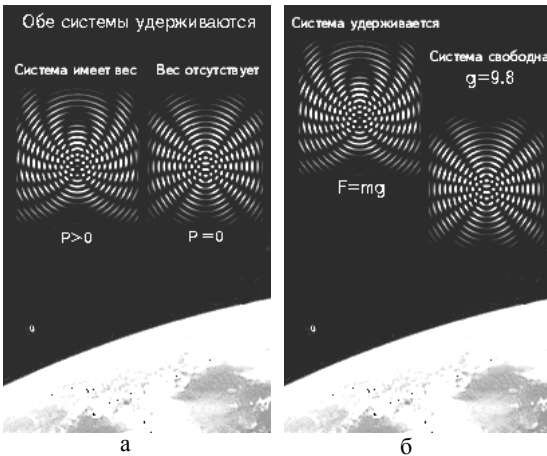 Обе системы удерживаются
Система имеет вес
Вес отсутствует
P>0
P=0
а
Система удерживается
Система свободна
g=9.8
F=mg
б